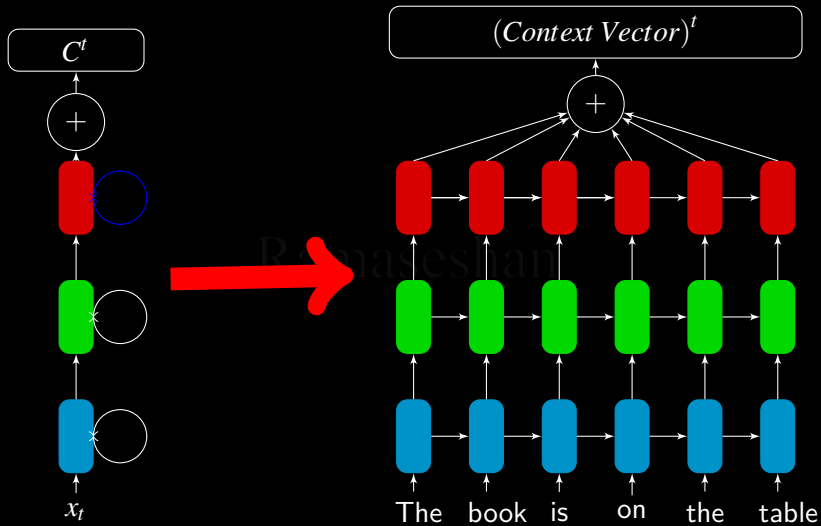 C^t
(Context Vector)^t
+
+
Ramaseshan
x_t
The book is on the table